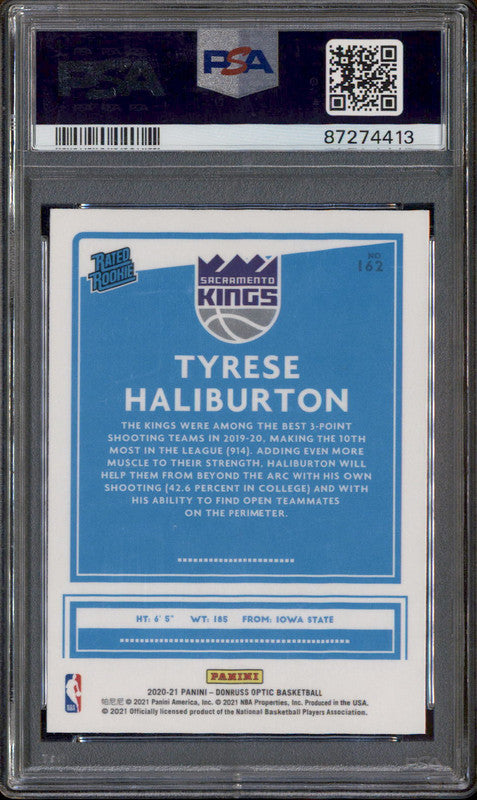 PSA
PSA
87274413
RATED
ROOKIE
SACRAMENTO
KINGS
NO
162
TYRESE
HALIBURTON
THE KINGS WERE AMONG THE BEST 3-POINT
SHOOTING TEAMS IN 2019-20, MAKING THE 10TH
MOST IN THE LEAGUE (914). ADDING EVEN MORE
MUSCLE TO THEIR STRENGTH, HALIBURTON WILL
HELP THEM FROM BEYOND THE ARC WITH HIS OWN
SHOOTING (42.6 PERCENT IN COLLEGE) AND WITH
HIS ABILITY TO FIND OPEN TEAMMATES
ON THE PERIMETER.
HT: 6' 5" WT: 185 FROM: IOWA STATE
PANINI
2020-21 PANINI – DONRUSS OPTIC BASKETBALL
帕尼尼 © 2021 Panini America, Inc. © 2021 NBA Properties, Inc. Produced in the USA.
© 2021 Officially licensed product of the National Basketball Players Association.
NBA